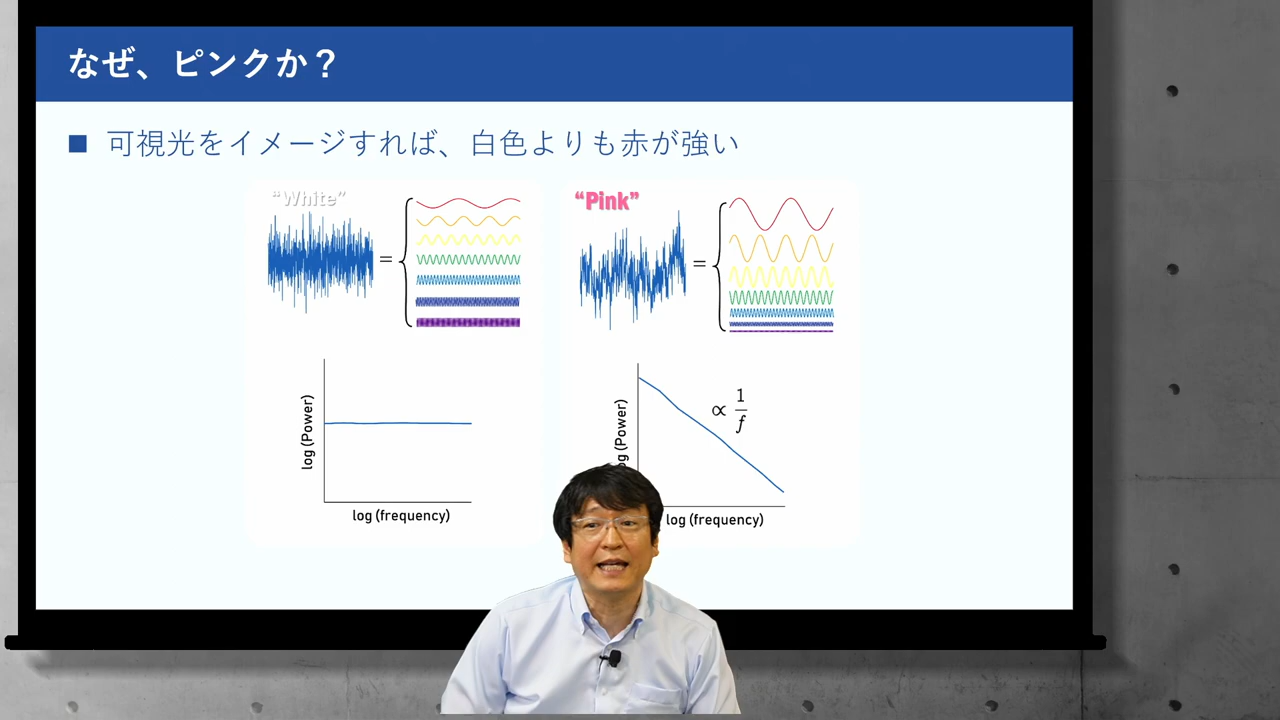 なぜ、ピンクか？
■ 可視光をイメージすれば、白色よりも赤が強い
“White”
=
“Pink”
=
log (Power)
log (frequency)
∝ 1/f
(Power)
log (frequency)